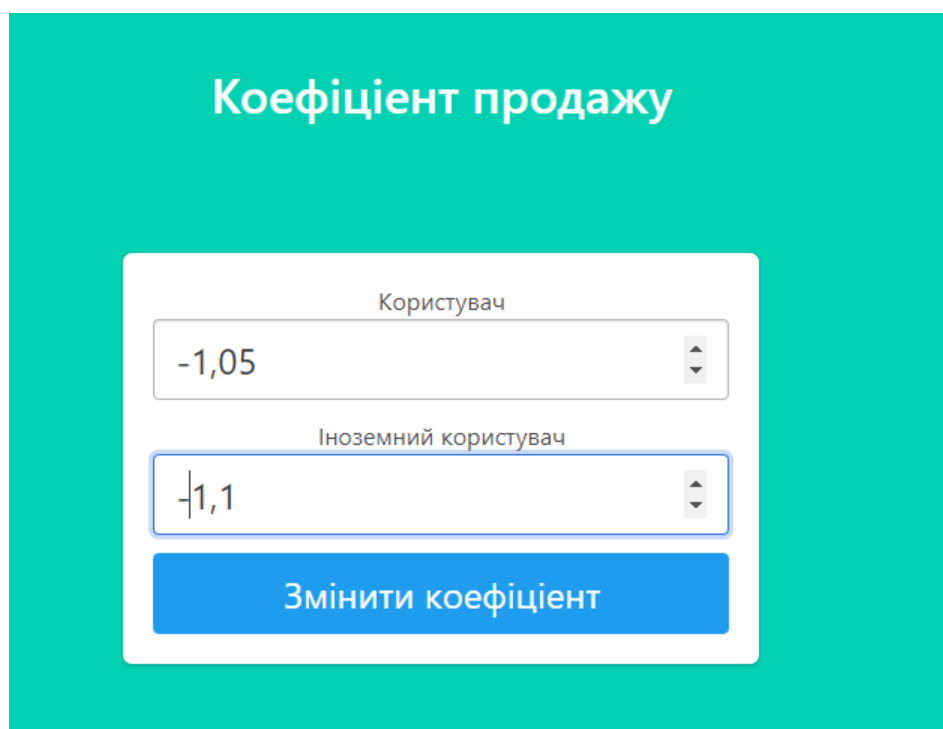 Коефіцієнт продажу
Користувач
-1,05
Іноземний користувач
-1,1
Змінити коефіцієнт